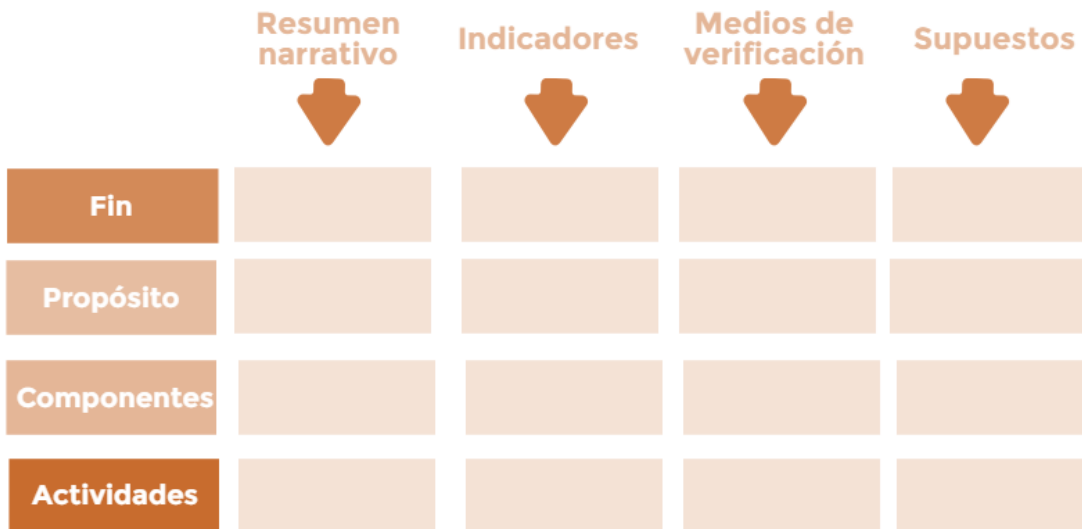 Resumen
narrativo
Indicadores
Medios de
verificación
Supuestos
Fin
Propósito
Componentes
Actividades